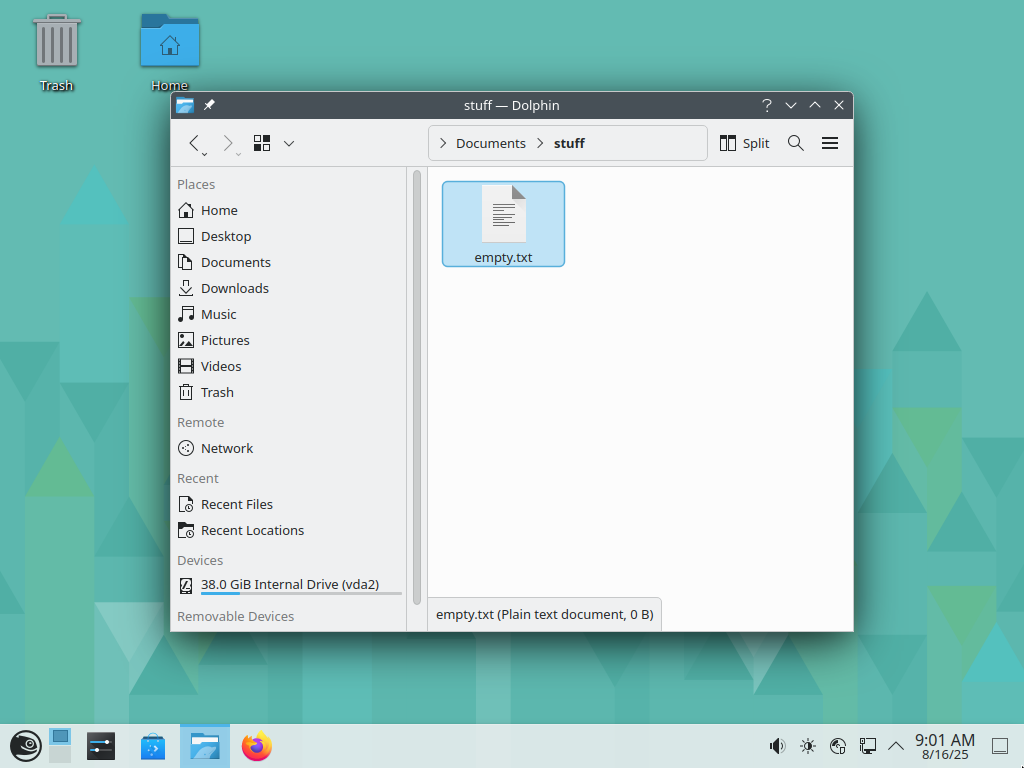 Trash
Home
stuff — Dolphin
Documents
stuff
Split
Places
Home
Desktop
Documents
Downloads
Music
Pictures
Videos
Trash
Remote
Network
Recent
Recent Files
Recent Locations
Devices
38.0 GiB Internal Drive (vda2)
Removable Devices
empty.txt
empty.txt (Plain text document, 0 B)
9:01 AM
8/16/25